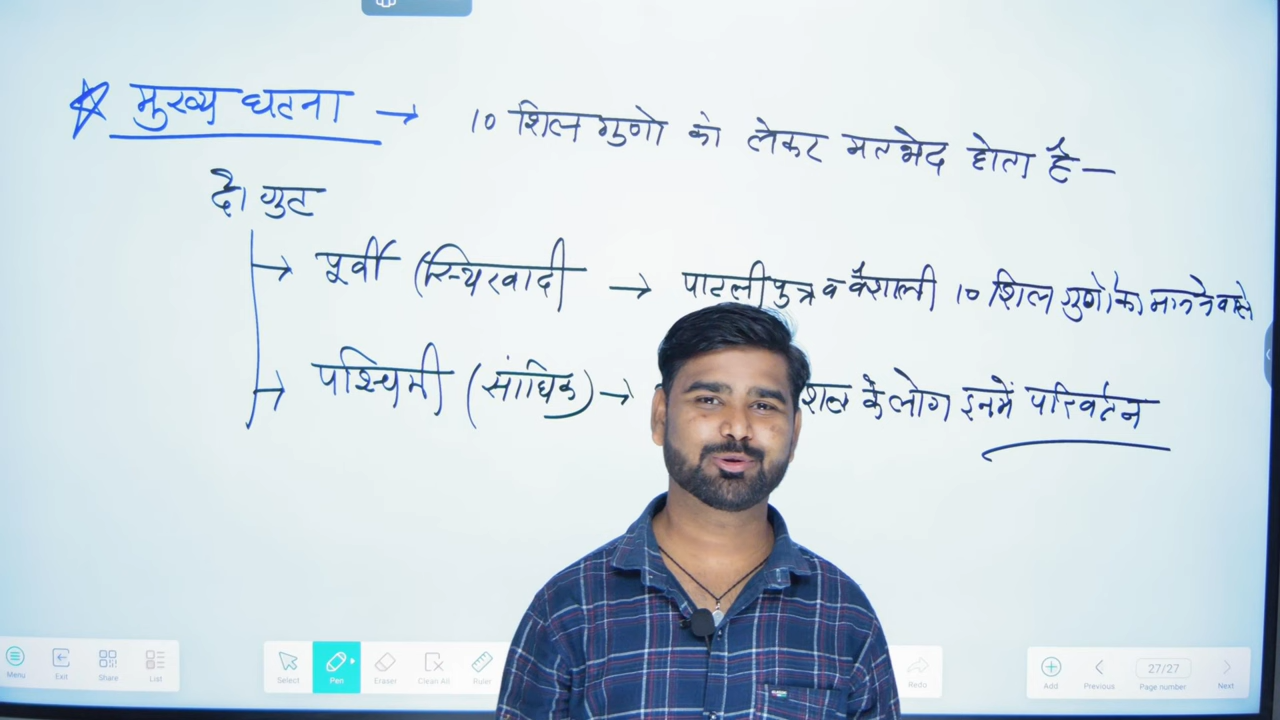 मुख्य घटना → 10 शिल गुणो को लेकर मतभेद होता है—
दो गुट
→ पूर्वी (स्थिरवादी → पाटलीपुत्र व वैशाली 10 शिल गुणो को मानने वाले
→ पश्चिमी (सांघिक) → के लोग इनमें परिवर्तन
Menu Exit Share List Select Pen Eraser Clean All Ruler Redo Add Previous 27/27 Page number Next